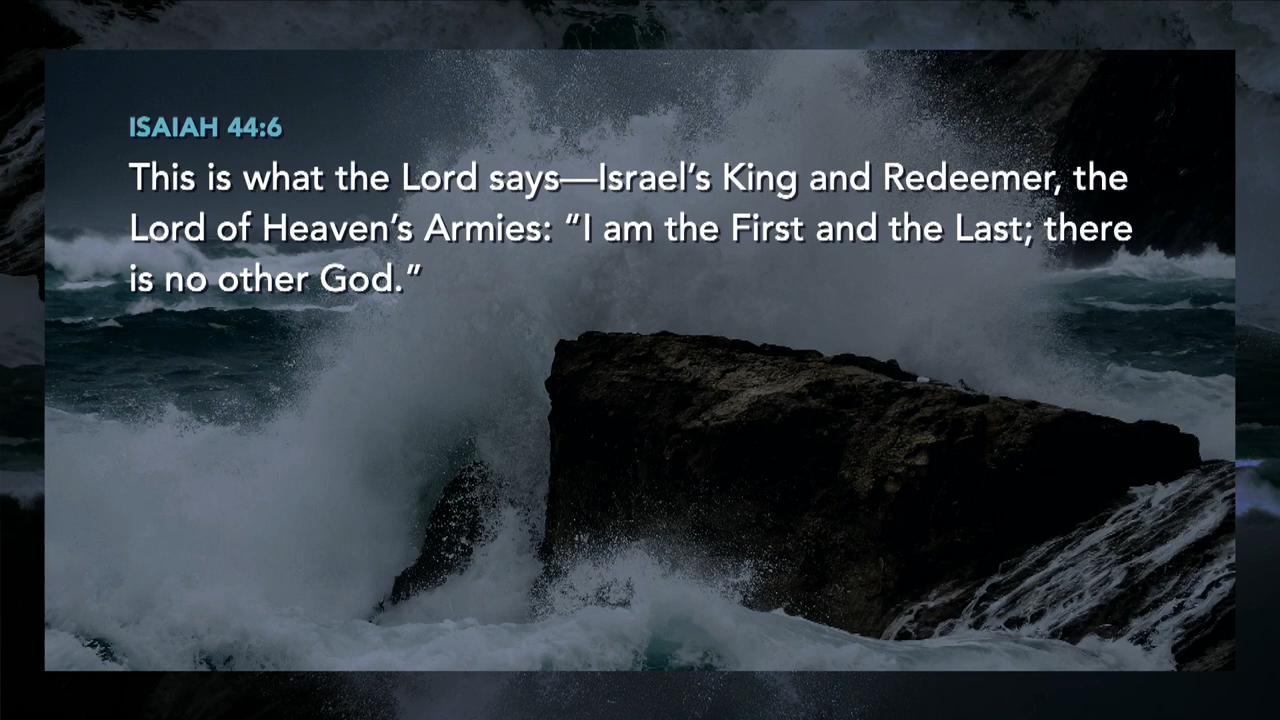 ISAIAH 44:6
This is what the Lord says—Israel’s King and Redeemer, the
Lord of Heaven’s Armies: “I am the First and the Last; there
is no other God.”